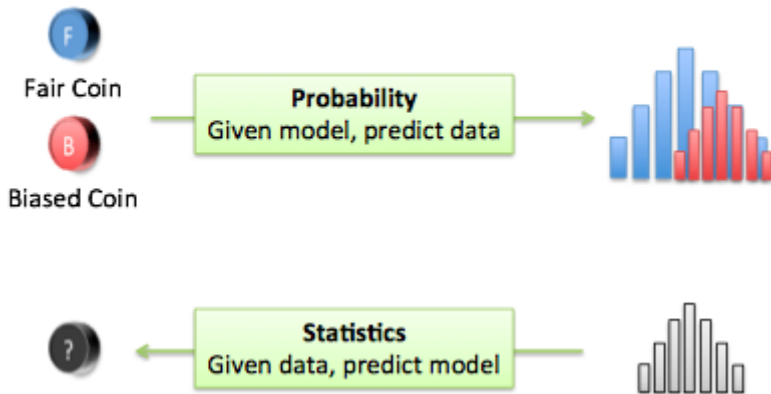 F
Fair Coin
B
Biased Coin
Probability
Given model, predict data
?
Statistics
Given data, predict model